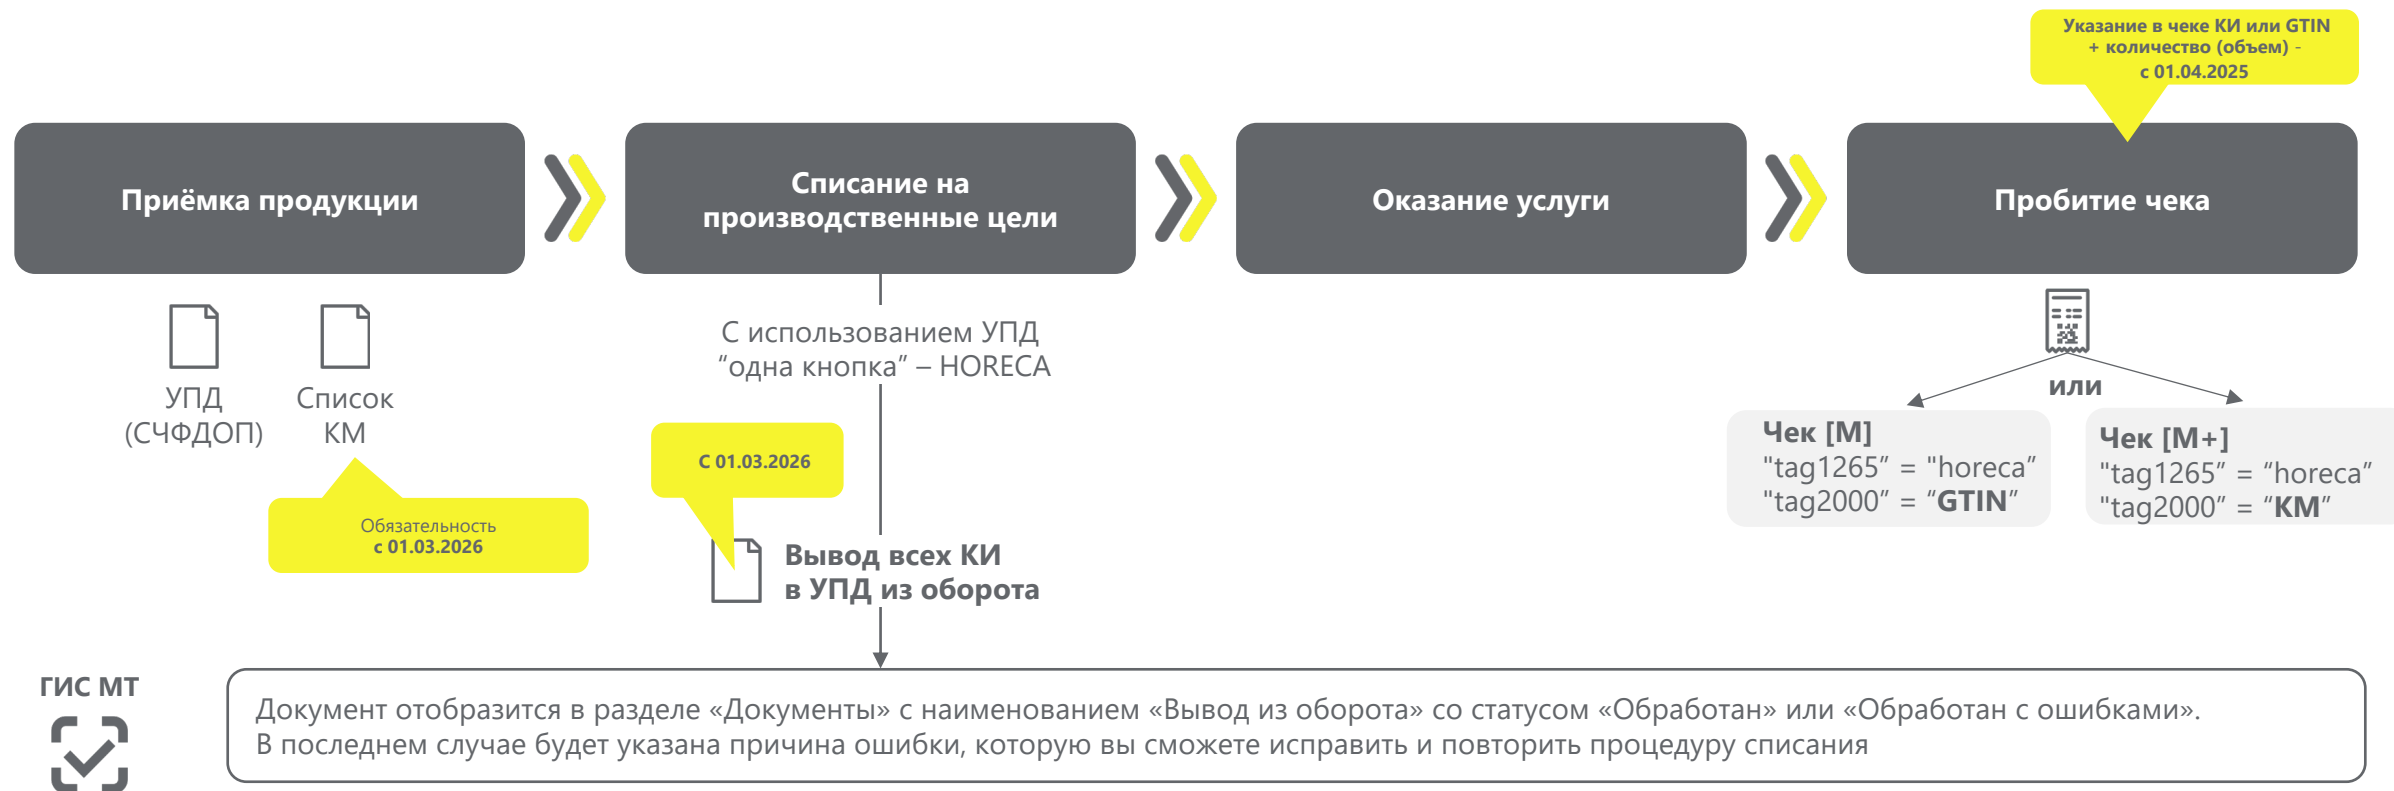 Указание в чеке КИ или GTIN
+ количество (объем) -
с 01.04.2025
Приёмка продукции
Списание на
производственные цели
Оказание услуги
Пробитие чека
УПД
(СЧФДОП)
Список
КМ
Обязательность
с 01.03.2026
С использованием УПД
“одна кнопка” – HORECA
С 01.03.2026
Вывод всех КИ
в УПД из оборота
или
Чек [M]
"tag1265” = "horeca”
"tag2000” = “GTIN”
Чек [M+]
"tag1265” = “horeca”
"tag2000” = “KM”
ГИС МТ
Документ отобразится в разделе «Документы» с наименованием «Вывод из оборота» со статусом «Обработан» или «Обработан с ошибками».
В последнем случае будет указана причина ошибки, которую вы сможете исправить и повторить процедуру списания